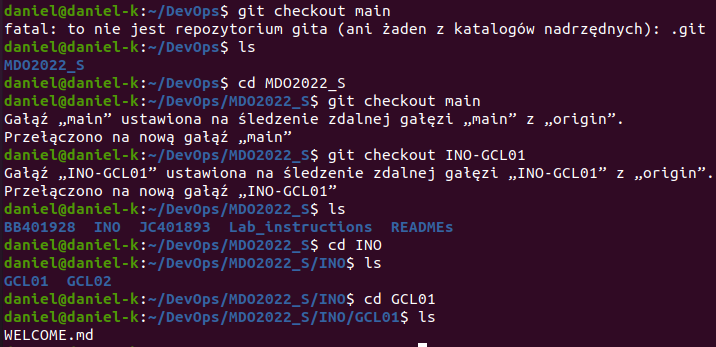 daniel@daniel-k:~/DevOps$ git checkout main
fatal: to nie jest repozytorium gita (ani żaden z katalogów nadrzędnych): .git
daniel@daniel-k:~/DevOps$ ls
MDO2022_S
daniel@daniel-k:~/DevOps$ cd MDO2022_S
daniel@daniel-k:~/DevOps/MDO2022_S$ git checkout main
Gałąź „main” ustawiona na śledzenie zdalnej gałęzi „main” z „origin”.
Przełączono na nową gałąź „main”
daniel@daniel-k:~/DevOps/MDO2022_S$ git checkout INO-GCL01
Gałąź „INO-GCL01” ustawiona na śledzenie zdalnej gałęzi „INO-GCL01” z „origin”.
Przełączono na nową gałąź „INO-GCL01”
daniel@daniel-k:~/DevOps/MDO2022_S$ ls
BB401928  INO  JC401893  Lab_instructions  READMEs
daniel@daniel-k:~/DevOps/MDO2022_S$ cd INO
daniel@daniel-k:~/DevOps/MDO2022_S/INO$ ls
GCL01  GCL02
daniel@daniel-k:~/DevOps/MDO2022_S/INO$ cd GCL01
daniel@daniel-k:~/DevOps/MDO2022_S/INO/GCL01$ ls
WELCOME.md